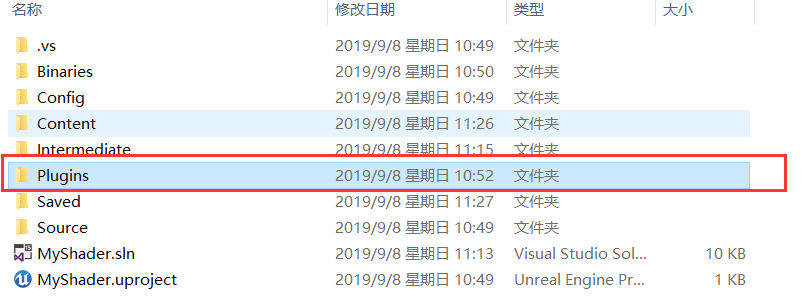 名称 修改日期 类型 大小
.vs 2019/9/8 星期日 10:49 文件夹
Binaries 2019/9/8 星期日 10:50 文件夹
Config 2019/9/8 星期日 10:49 文件夹
Content 2019/9/8 星期日 11:26 文件夹
Intermediate 2019/9/8 星期日 11:15 文件夹
Plugins 2019/9/8 星期日 10:52 文件夹
Saved 2019/9/8 星期日 11:27 文件夹
Source 2019/9/8 星期日 10:49 文件夹
MyShader.sln 2019/9/8 星期日 11:13 Visual Studio Sol... 10 KB
MyShader.uproject 2019/9/8 星期日 10:49 Unreal Engine Pr... 1 KB